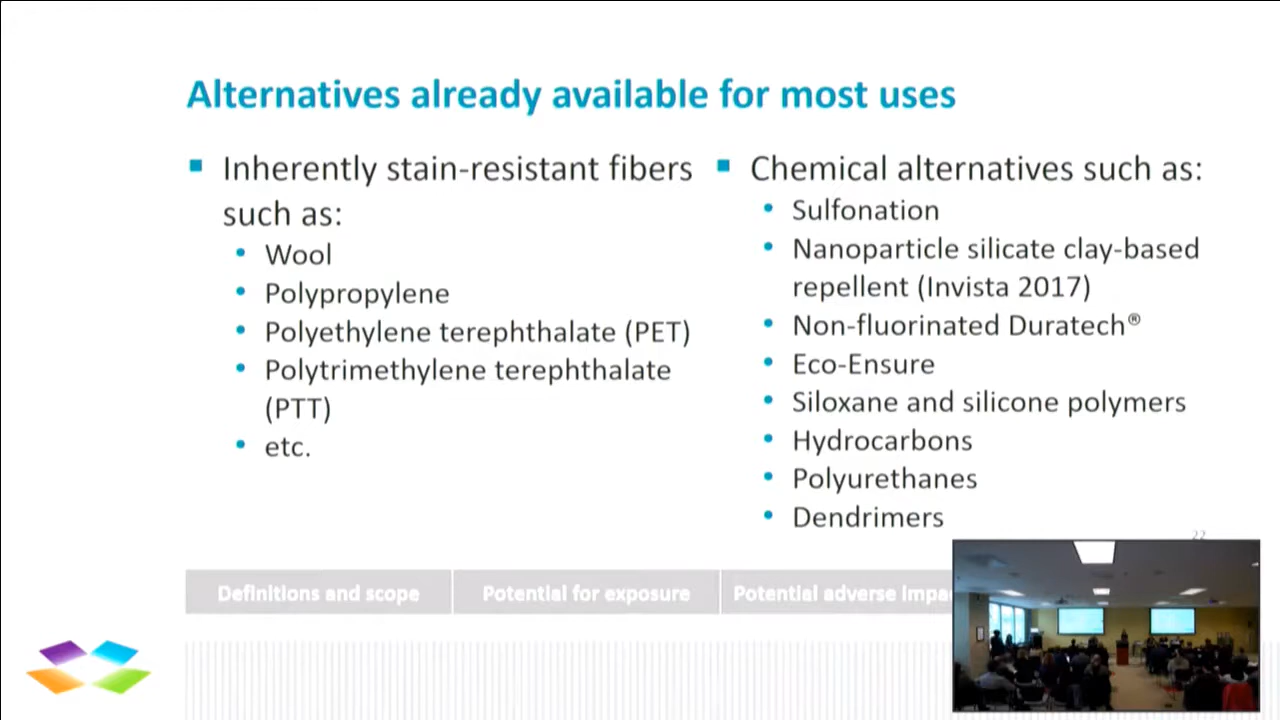 Alternatives already available for most uses
Inherently stain-resistant fibers
such as:
Wool
Polypropylene
Polyethylene terephthalate (PET)
Polytrimethylene terephthalate
(PTT)
etc.
Chemical alternatives such as:
Sulfonation
Nanoparticle silicate clay-based
repellent (Invista 2017)
Non-fluorinated Duratech®
Eco-Ensure
Siloxane and silicone polymers
Hydrocarbons
Polyurethanes
Dendrimers
22
Definitions and scope
Potential for exposure
Potential adverse